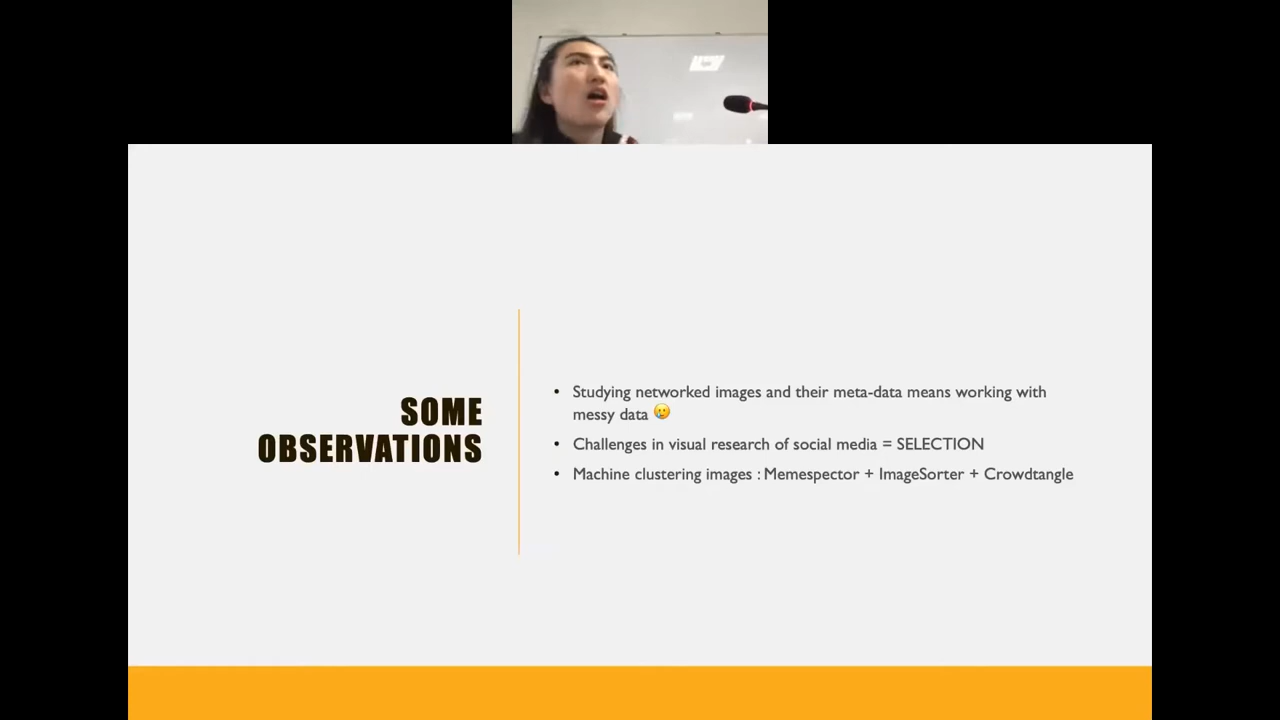 SOME
OBSERVATIONS
• Studying networked images and their meta-data means working with
messy data 🥲
• Challenges in visual research of social media = SELECTION
• Machine clustering images : Memespector + ImageSorter + Crowdtangle